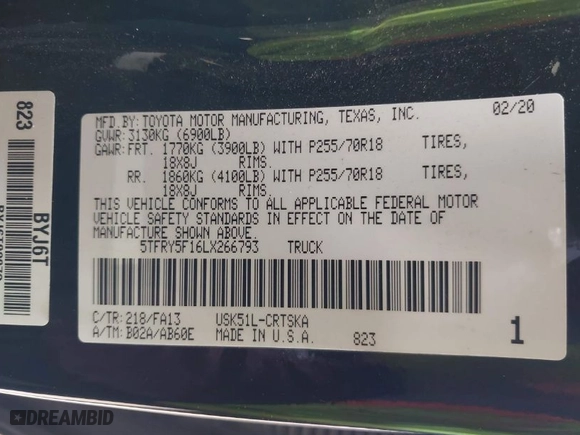 MFD.BY: TOYOTA MOTOR MANUFACTURING, TEXAS, INC. 02/20
GVWR: 3130KG (6900LB)
GAWR: FRT. 1770KG (3900LB) WITH P255/70R18 TIRES,
18X8J RIMS.
RR. 1860KG (4100LB) WITH P255/70R18 TIRES,
18X8J RIMS.
THIS VEHICLE CONFORMS TO ALL APPLICABLE FEDERAL MOTOR
VEHICLE SAFETY STANDARDS IN EFFECT ON THE DATE OF
MANUFACTURE SHOWN ABOVE.
5TFRY5F16LX266793 TRUCK
C/TR: 218/FA13 USK51L-CRTSKA
A/TM: B02A/AB60E MADE IN U.S.A. 823
1
823
BYJ6T
DREAMBID